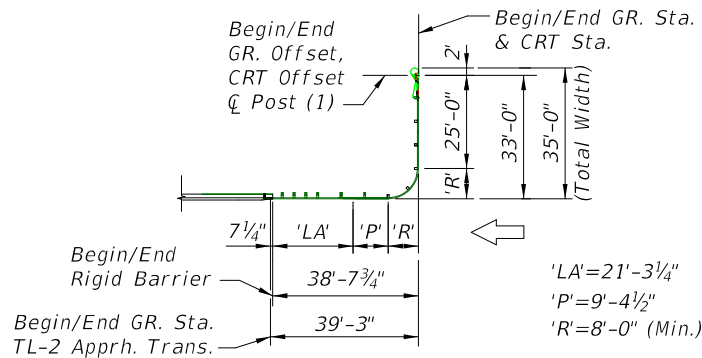 Begin/End
GR. Offset,
CRT Offset
℄ Post (1)
Begin/End GR. Sta.
& CRT Sta.
2'
25'-0"
'R'
33'-0"
35'-0"
(Total Width)
7¼"
'LA'
'P'
'R'
Begin/End
Rigid Barrier
38'-7¾"
Begin/End GR. Sta.
TL-2 Apprh. Trans.
39'-3"
'LA'=21'-3¼"
'P'=9'-4½"
'R'=8'-0" (Min.)